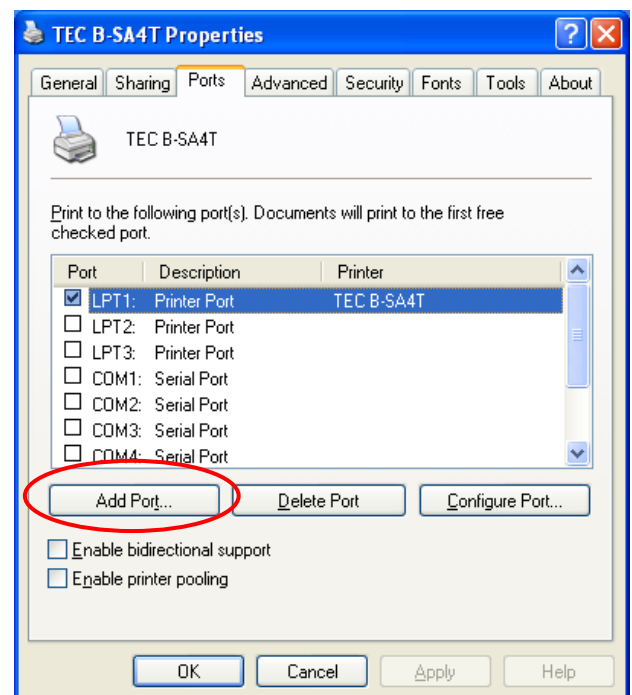 TEC B-SA4T Properties
General Sharing Ports Advanced Security Fonts Tools About
TEC B-SA4T
Print to the following port(s). Documents will print to the first free
checked port.
Port Description Printer
LPT1: Printer Port TEC B-SA4T
LPT2: Printer Port
LPT3: Printer Port
COM1: Serial Port
COM2: Serial Port
COM3: Serial Port
COM4: Serial Port
Add Port... Delete Port Configure Port...
Enable bidirectional support
Enable printer pooling
OK Cancel Apply Help